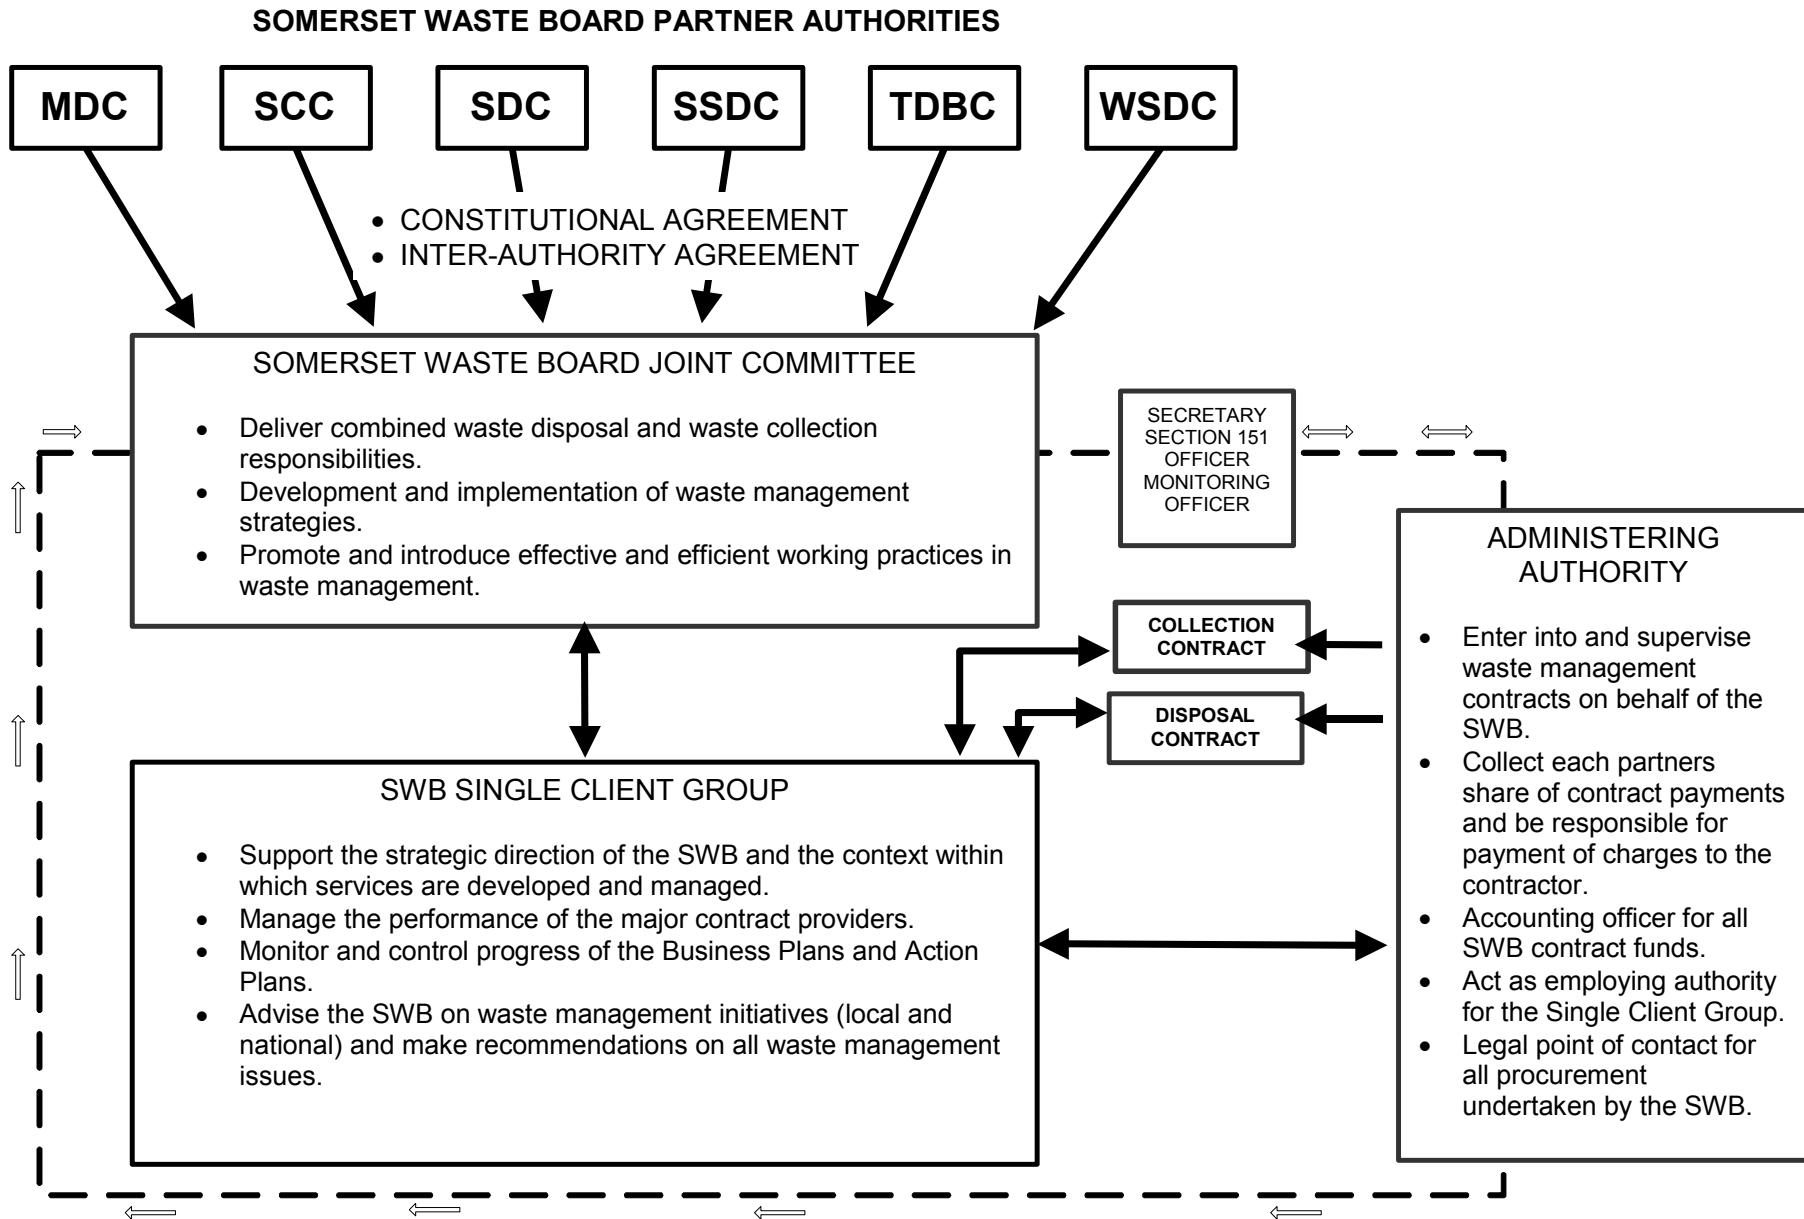 SOMERSET WASTE BOARD PARTNER AUTHORITIES
MDC
SCC
SDC
SSDC
TDBC
WSDC
• CONSTITUTIONAL AGREEMENT
• INTER-AUTHORITY AGREEMENT
SOMERSET WASTE BOARD JOINT COMMITTEE
• Deliver combined waste disposal and waste collection
responsibilities.
• Development and implementation of waste management
strategies.
• Promote and introduce effective and efficient working practices in
waste management.
SECRETARY
SECTION 151
OFFICER
MONITORING
OFFICER
COLLECTION
CONTRACT
DISPOSAL
CONTRACT
SWB SINGLE CLIENT GROUP
• Support the strategic direction of the SWB and the context within
which services are developed and managed.
• Manage the performance of the major contract providers.
• Monitor and control progress of the Business Plans and Action
Plans.
• Advise the SWB on waste management initiatives (local and
national) and make recommendations on all waste management
issues.
ADMINISTERING
AUTHORITY
• Enter into and supervise
waste management
contracts on behalf of the
SWB.
• Collect each partners
share of contract payments
and be responsible for
payment of charges to the
contractor.
• Accounting officer for all
SWB contract funds.
• Act as employing authority
for the Single Client Group.
• Legal point of contact for
all procurement
undertaken by the SWB.